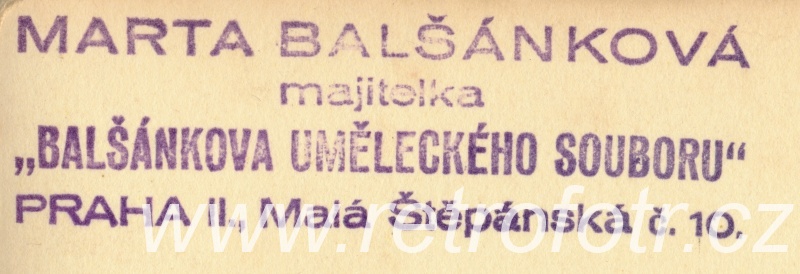 MARTA BALŠÁNKOVÁ
majitelka
„BALŠÁNKOVA UMĚLECKÉHO SOUBORU“
PRAHA II., Malá Štěpánská č. 10.
www.retrofotr.cz